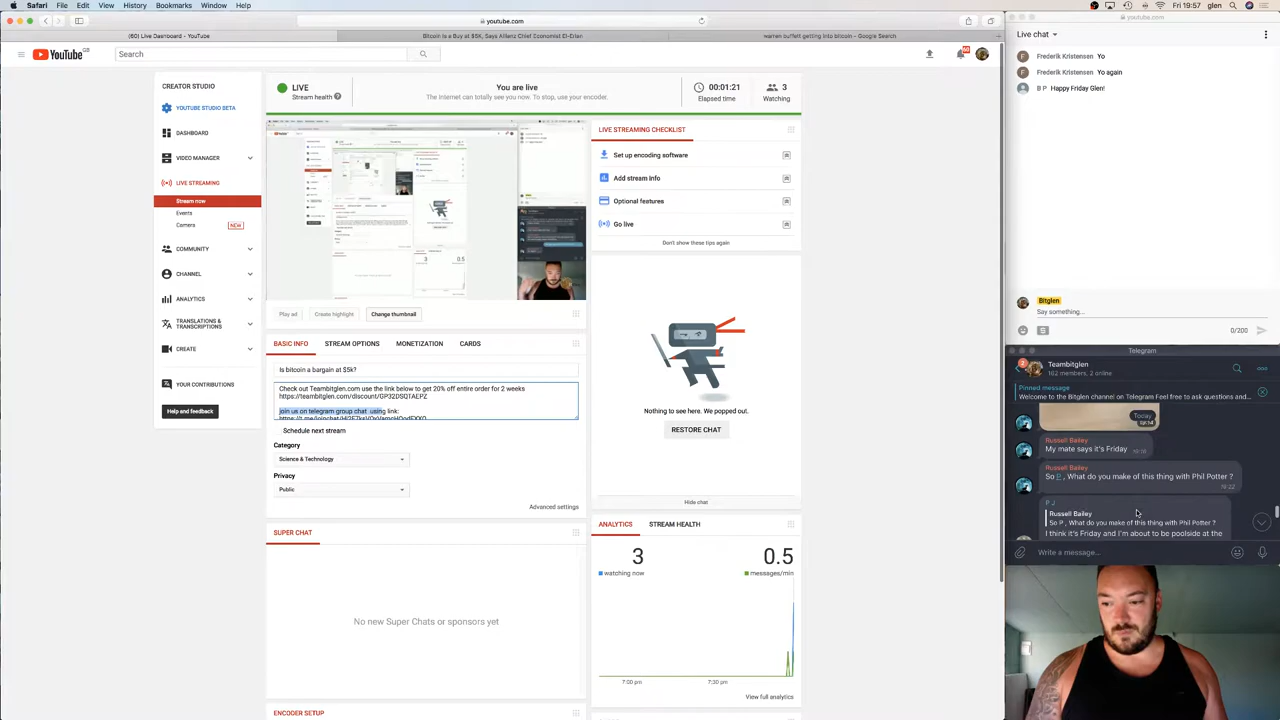 Safari File Edit View History Bookmarks Window Help
Fri 19:57 glen
youtube.com
youtube.com
(60) Live Dashboard - YouTube
Bitcoin Is a Buy at $5K, Says Allianz Chief Economist El-Erian
warren buffett getting into bitcoin - Google Search
YouTube GB
Search
CREATOR STUDIO
YOUTUBE STUDIO BETA
DASHBOARD
VIDEO MANAGER
LIVE STREAMING
Stream now
Events
Camera NEW
COMMUNITY
CHANNEL
ANALYTICS
TRANSLATIONS &
TRANSCRIPTIONS
CREATE
YOUR CONTRIBUTIONS
Help and feedback
LIVE
Stream health
You are live
The Internet can totally see you now. To stop, use your encoder.
00:01:21
Elapsed time
3
Watching
Play ad
Create highlight
Change thumbnail
BASIC INFO
STREAM OPTIONS
MONETIZATION
CARDS
Is bitcoin a bargain at $5k?
Check out Teambitglen.com use the link below to get 20% off entire order for 2 weeks
https://teambitglen.com/discount/GP32DSQTAEPZ
join us on telegram group chat using link:
Schedule next stream
Category
Science & Technology
Privacy
Public
Advanced settings
SUPER CHAT
No new Super Chats or sponsors yet
ENCODER SETUP
LIVE STREAMING CHECKLIST
Set up encoding software
Add stream info
Optional features
Go live
Don't show these tips again
Nothing to see here. We popped out.
RESTORE CHAT
Hide chat
ANALYTICS
STREAM HEALTH
3
watching now
0.5
messages/min
7:00 pm
7:30 pm
View full analytics
Live chat
Frederik Kristensen Yo
Frederik Kristensen Yo again
B P Happy Friday Glen!
Bitglen
Say something...
0/200
Telegram
Teambitglen
162 members, 2 online
Pinned message
Welcome to the Bitglen channel on Telegram Feel free to ask questions and...
Today
Russell Bailey
My mate says it's Friday
Russell Bailey
So P , What do you make of this thing with Phil Potter ?
19:22
P J
Russell Bailey
So P , What do you make of this thing with Phil Potter ?
I think it's Friday and I'm about to be poolside at the
Write a message...